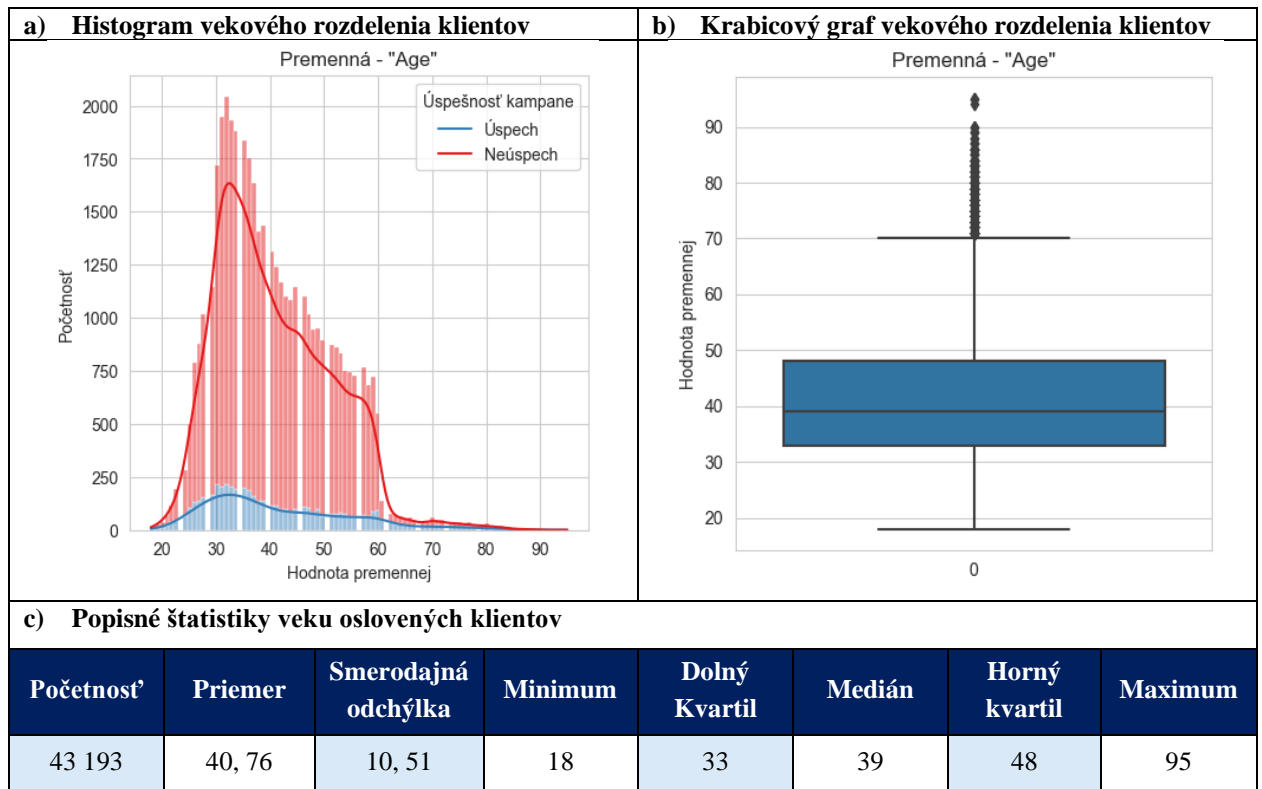 a) Histogram vekového rozdelenia klientov
Premenná - "Age"
Úspešnosť kampane
Úspech
Neúspech
Početnosť
2000
1750
1500
1250
1000
750
500
250
0
20 30 40 50 60 70 80 90
Hodnota premennej
b) Krabicový graf vekového rozdelenia klientov
Premenná - "Age"
Hodnota premennej
90
80
70
60
50
40
30
20
0
c) Popisné štatistiky veku oslovených klientov
Početnosť Priemer Smerodajná odchýlka Minimum Dolný Kvartil Medián Horný kvartil Maximum
43 193 40, 76 10, 51 18 33 39 48 95